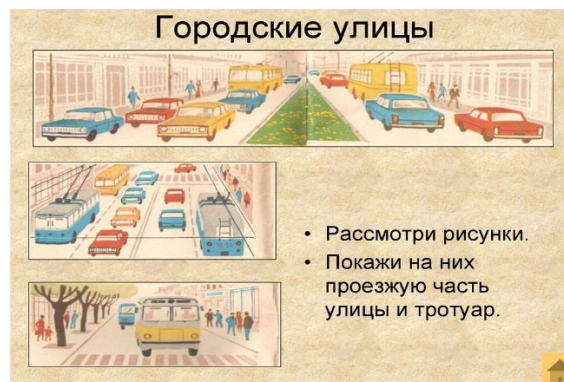 Городские улицы
• Рассмотри рисунки.
• Покажи на них
проезжую часть
улицы и тротуар.